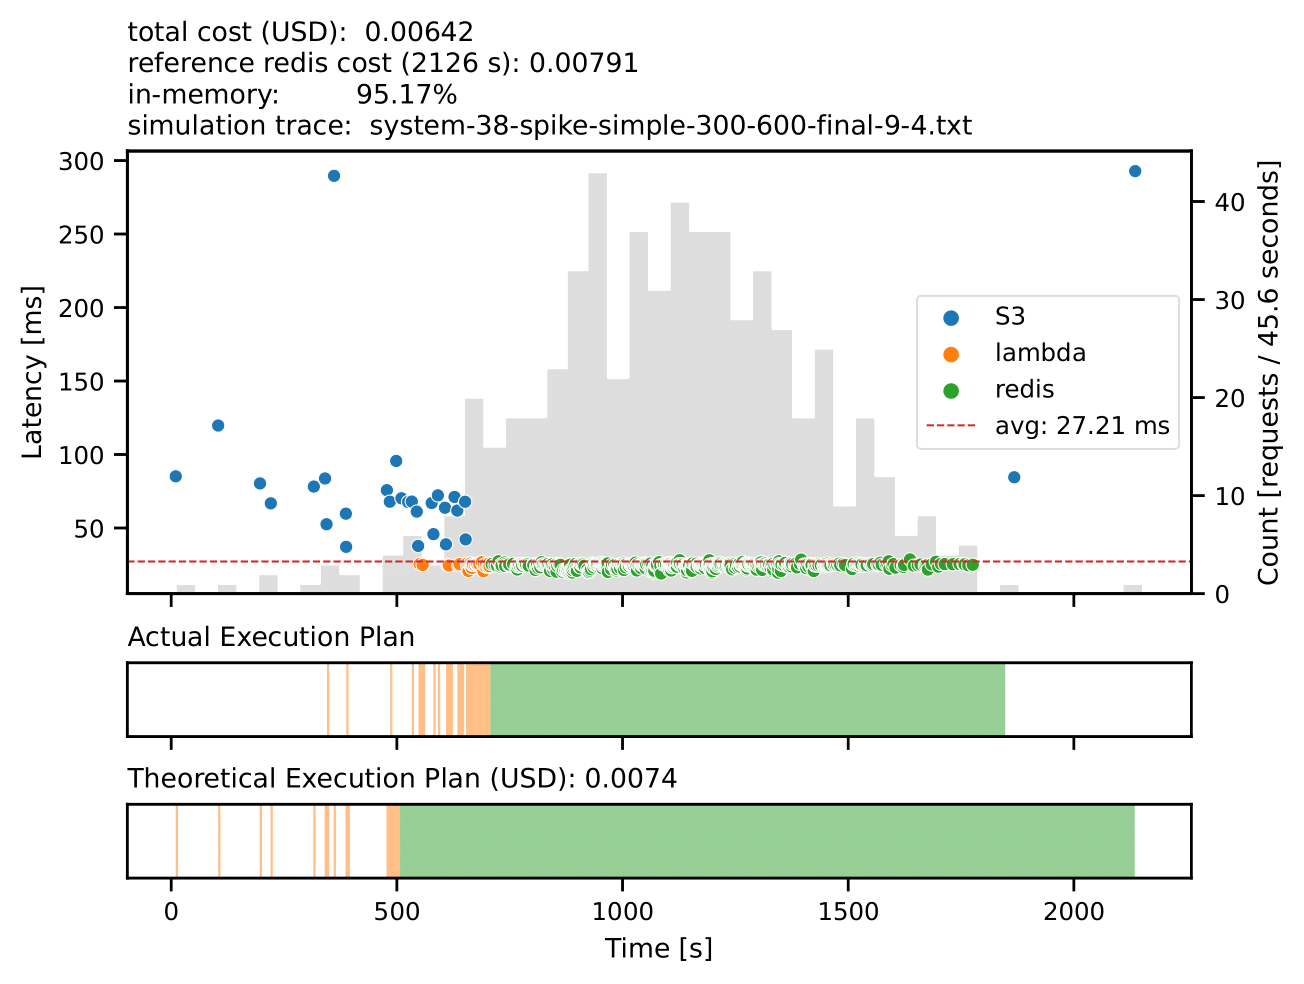 total cost (USD):  0.00642
reference redis cost (2126 s): 0.00791
in-memory:          95.17%
simulation trace:  system-38-spike-simple-300-600-final-9-4.txt
300
250
200
150
100
50
Latency [ms]
40
30
20
10
0
Count [requests / 45.6 seconds]
S3
lambda
redis
avg: 27.21 ms
Actual Execution Plan
Theoretical Execution Plan (USD): 0.0074
0 500 1000 1500 2000
Time [s]